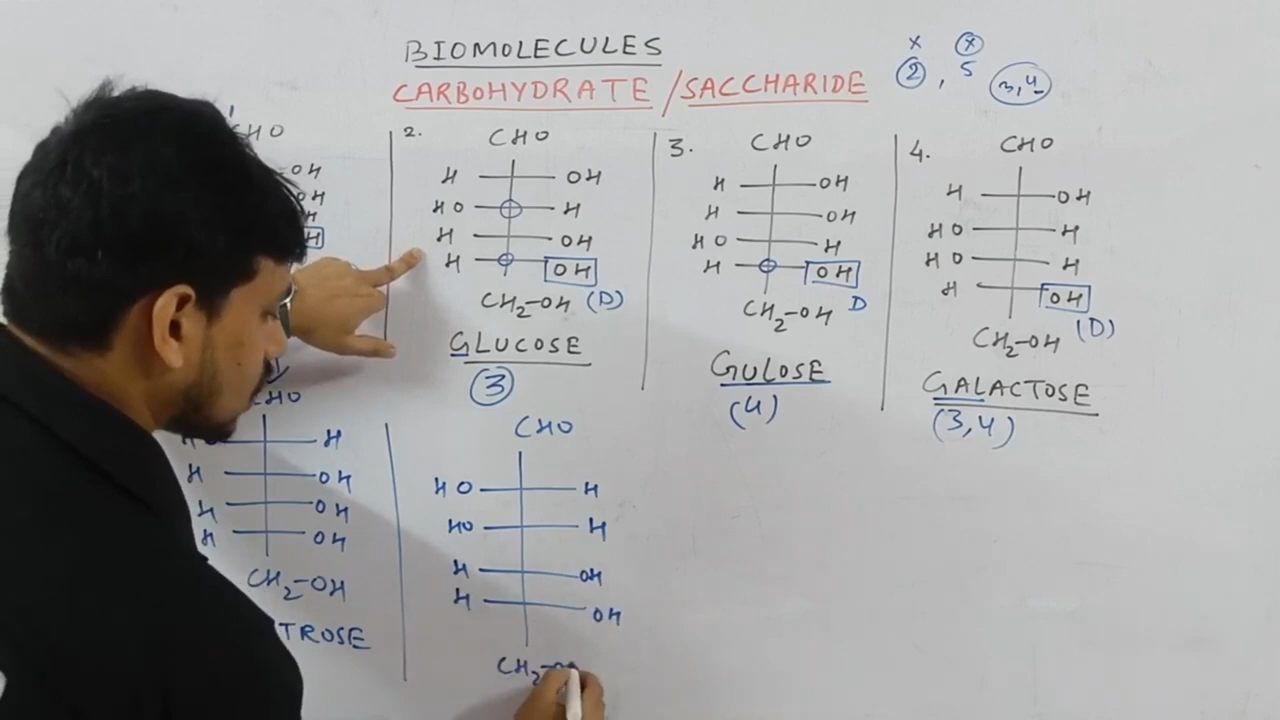 BIOMOLECULES
CARBOHYDRATE / SACCHARIDE
x x
2 , 5 3,4
CHO
OH
OH
H
H
2. CHO
H OH
HO H
H OH
H OH
CH2-OH (D)
GLUCOSE
3
3. CHO
H OH
H OH
HO H
H OH
CH2-OH D
GULOSE
(4)
4. CHO
H OH
HO H
HO H
H OH
CH2-OH (D)
GALACTOSE
(3,4)
CHO
H
H OH
H OH
H OH
CH2-OH
TROSE
CHO
HO H
HO H
H OH
H OH
CH2-OH